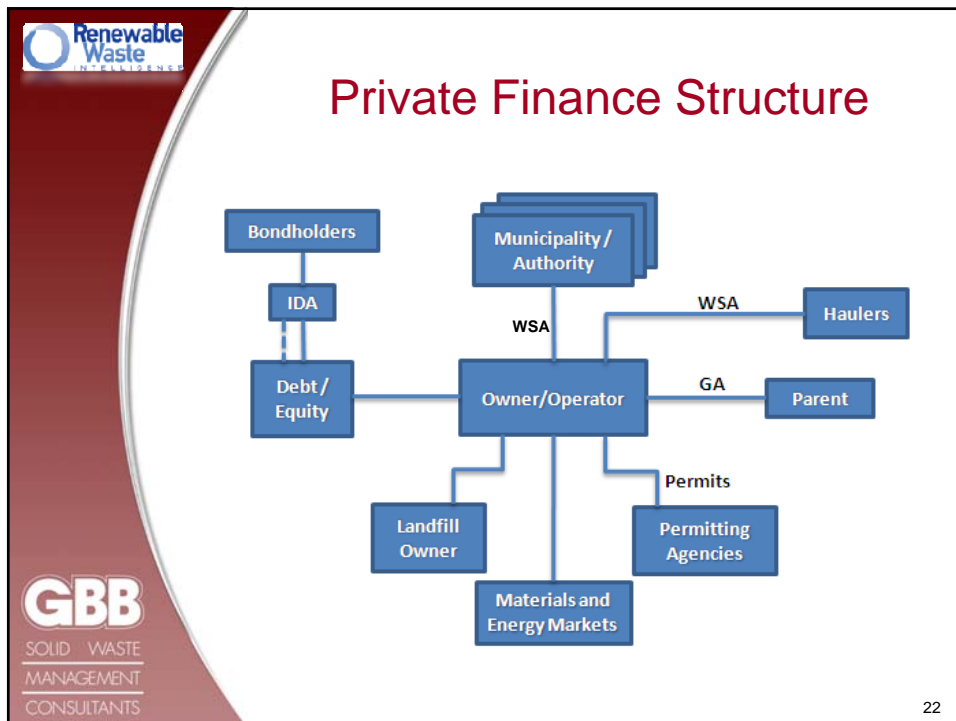 Renewable
Waste
INTELLIGENCE
Private Finance Structure
Bondholders
Municipality /
Authority
IDA
WSA
WSA
Haulers
Debt /
Equity
Owner/Operator
GA
Parent
Permits
Landfill
Owner
Permitting
Agencies
Materials and
Energy Markets
GBB
SOLID WASTE
MANAGEMENT
CONSULTANTS
22